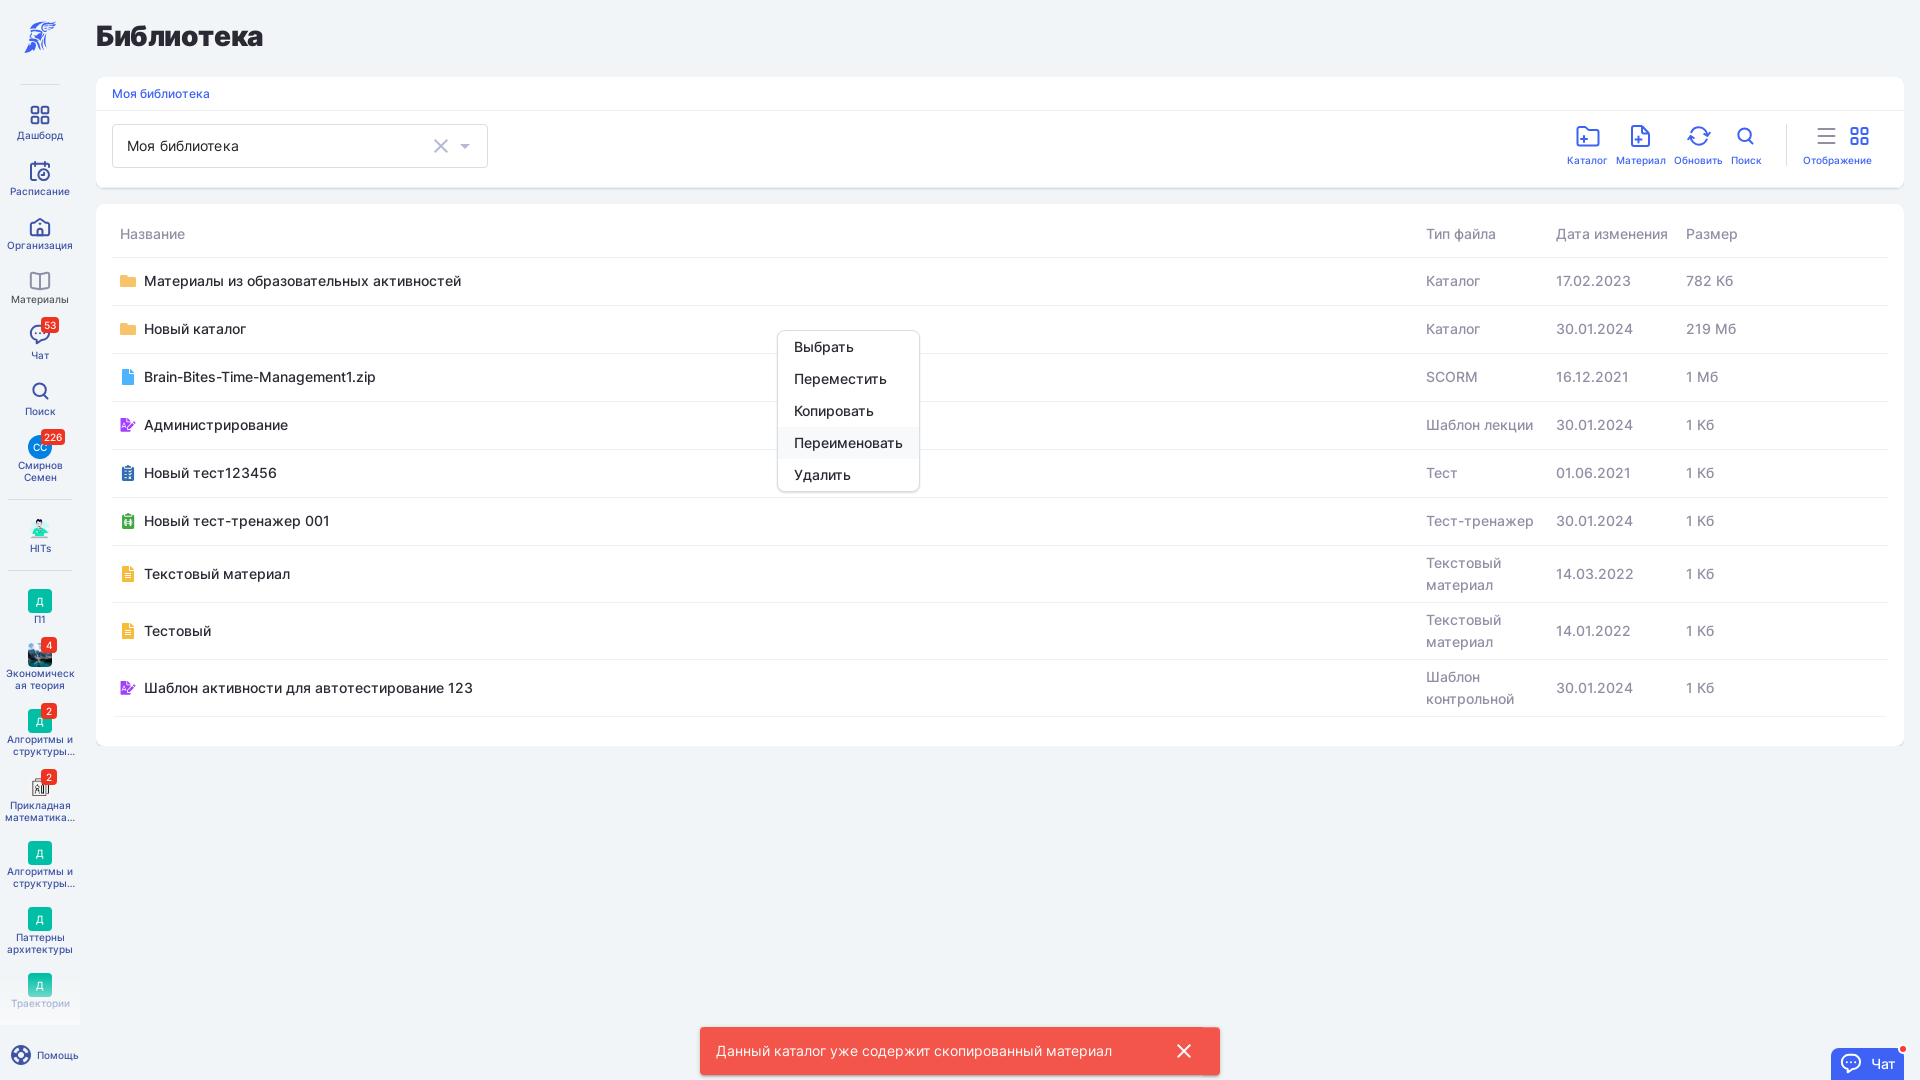 Библиотека
Моя библиотека
Моя библиотека
Каталог Материал Обновить Поиск Отображение
Название Тип файла Дата изменения Размер
Материалы из образовательных активностей Каталог 17.02.2023 782 Кб
Новый каталог Каталог 30.01.2024 219 Мб
Brain-Bites-Time-Management1.zip SCORM 16.12.2021 1 Мб
Администрирование Шаблон лекции 30.01.2024 1 Кб
Новый тест123456 Тест 01.06.2021 1 Кб
Новый тест-тренажер 001 Тест-тренажер 30.01.2024 1 Кб
Текстовый материал Текстовый материал 14.03.2022 1 Кб
Тестовый Текстовый материал 14.01.2022 1 Кб
Шаблон активности для автотестирование 123 Шаблон контрольной 30.01.2024 1 Кб
Выбрать
Переместить
Копировать
Переименовать
Удалить
Дашборд
Расписание
Организация
Материалы
53
Чат
Поиск
СС 226
Смирнов
Семен
HITs
Д
П1
4
Экономическ
ая теория
Д 2
Алгоритмы и
структуры...
2
Прикладная
математика...
Д
Алгоритмы и
структуры...
Д
Паттерны
архитектуры
Д
Траектории
Помощь
Данный каталог уже содержит скопированный материал
Чат